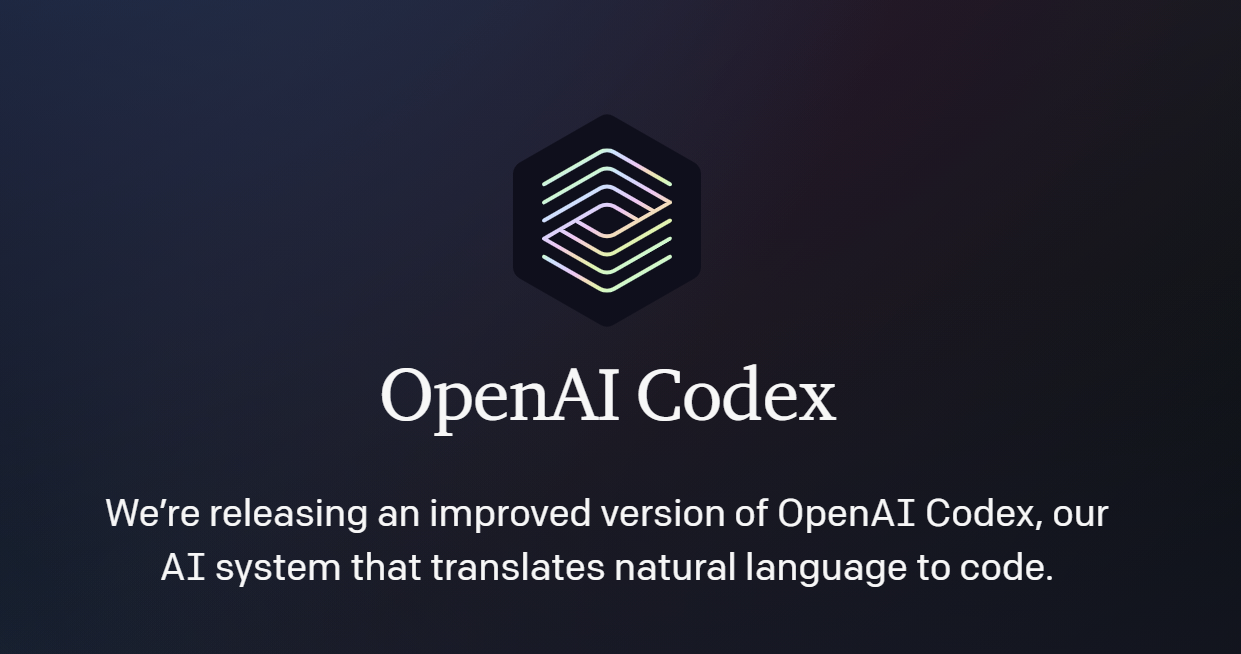 OpenAI Codex
We’re releasing an improved version of OpenAI Codex, our
AI system that translates natural language to code.